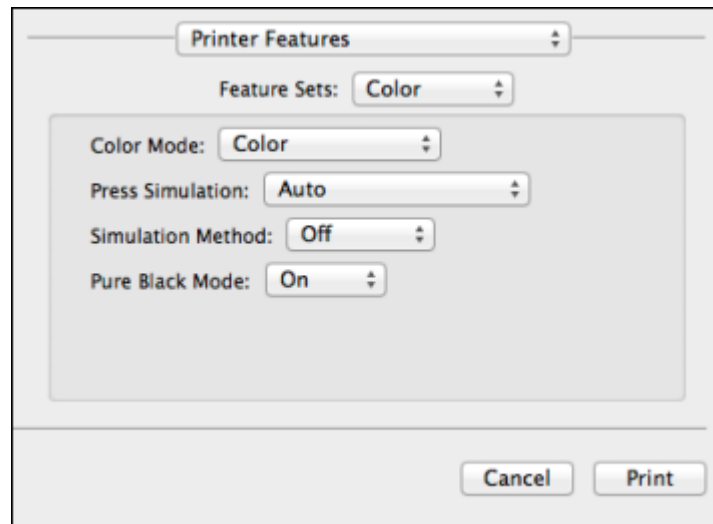 Printer Features
Feature Sets: Color
Color Mode: Color
Press Simulation: Auto
Simulation Method: Off
Pure Black Mode: On
Cancel Print